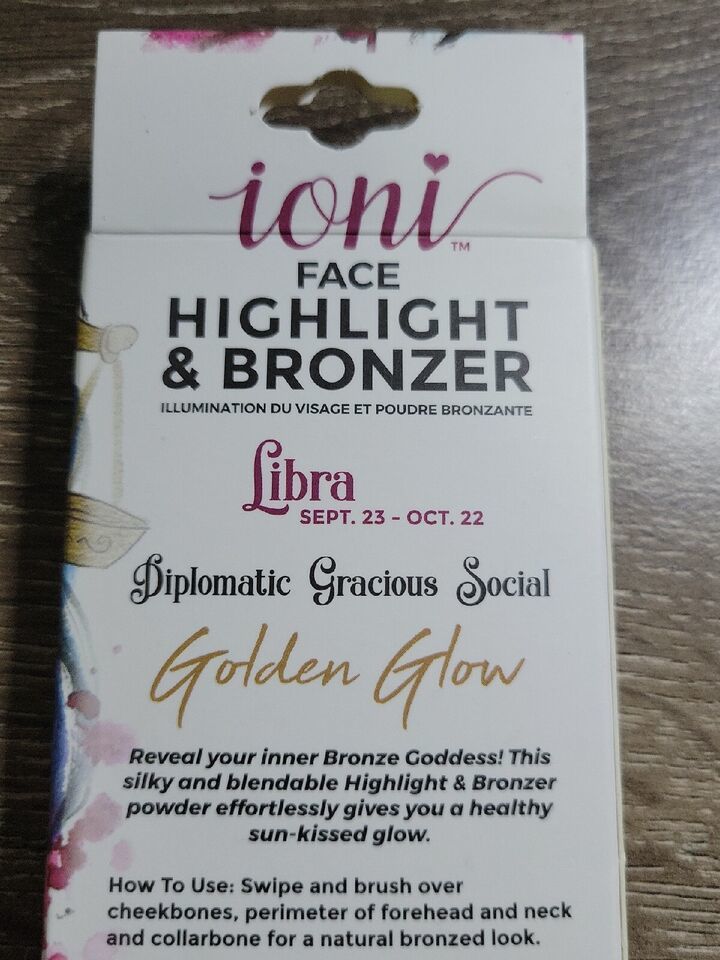 ioni™
FACE
HIGHLIGHT
& BRONZER
ILLUMINATION DU VISAGE ET POUDRE BRONZANTE
Libra
SEPT. 23 - OCT. 22
Diplomatic Gracious Social
Golden Glow
Reveal your inner Bronze Goddess! This
silky and blendable Highlight & Bronzer
powder effortlessly gives you a healthy
sun-kissed glow.
How To Use: Swipe and brush over
cheekbones, perimeter of forehead and neck
and collarbone for a natural bronzed look.